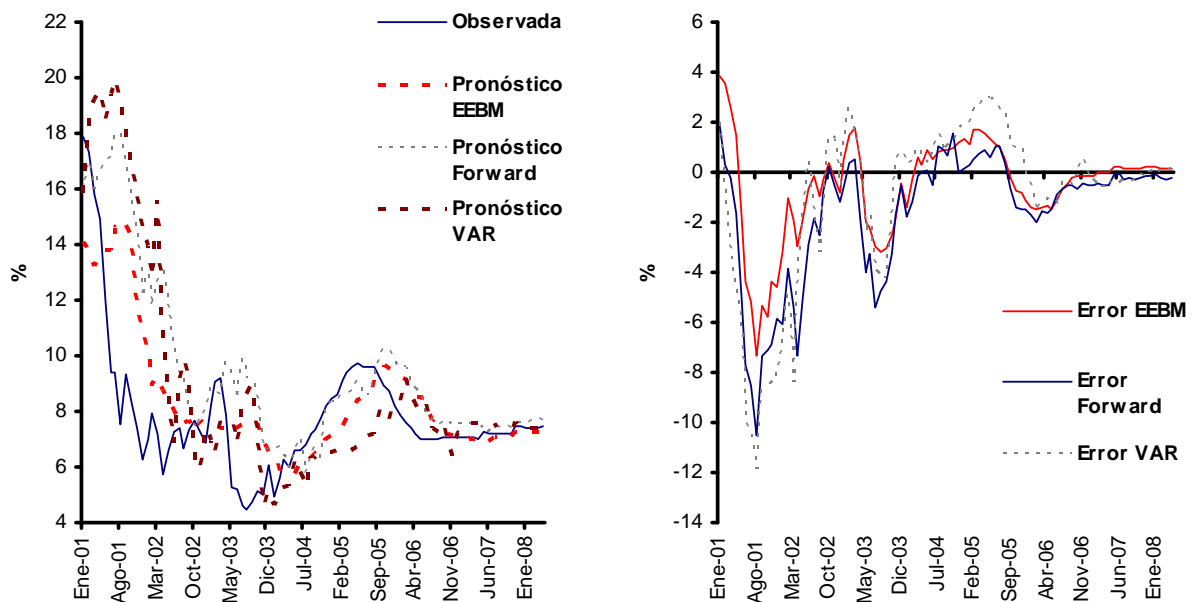 22
20
18
16
14
12
10
8
6
4
%
Ene-01
Ago-01
Mar-02
Oct-02
May-03
Dic-03
Jul-04
Feb-05
Sep-05
Abr-06
Nov-06
Jun-07
Ene-08
Observada
Pronóstico
EEBM
Pronóstico
Forward
Pronóstico
VAR
6
4
2
0
-2
-4
-6
-8
-10
-12
-14
%
Ene-01
Ago-01
Mar-02
Oct-02
May-03
Dic-03
Jul-04
Feb-05
Sep-05
Abr-06
Nov-06
Jun-07
Ene-08
Error EEBM
Error
Forward
Error VAR